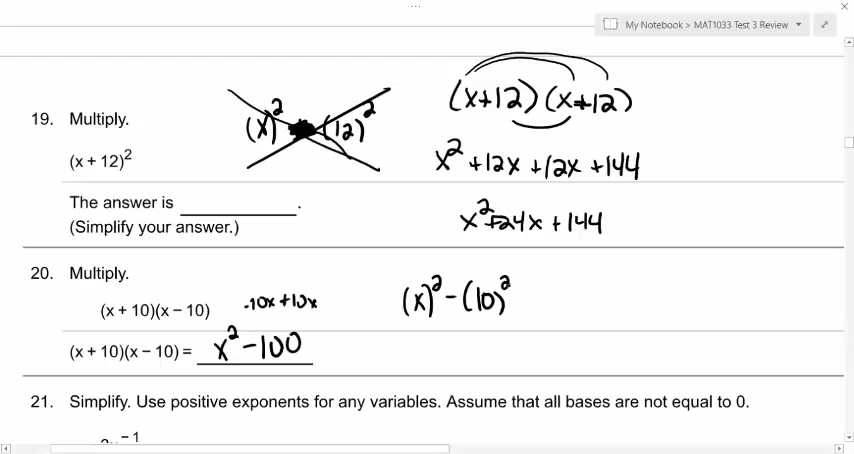 My Notebook > MAT1033 Test 3 Review
19. Multiply.
(x + 12)²
(x)² (12)²
(x+12)(x+12)
x² +12x +12x +144
The answer is ____________.
(Simplify your answer.)
x²+24x +144
20. Multiply.
(x + 10)(x − 10)
-10x +10x
(x)² − (10)²
(x + 10)(x − 10) = x² − 100
21. Simplify. Use positive exponents for any variables. Assume that all bases are not equal to 0.